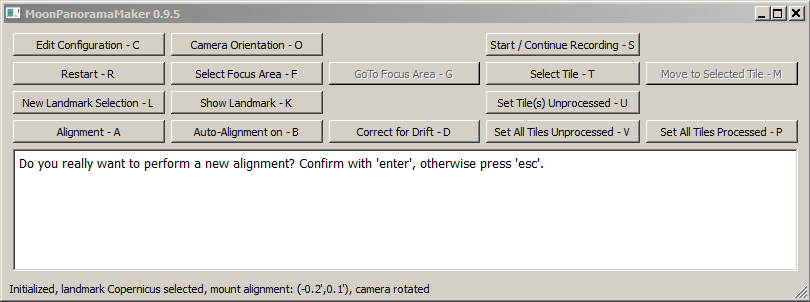 MoonPanoramaMaker 0.9.5
Edit Configuration - C Camera Orientation - O Start / Continue Recording - S
Restart - R Select Focus Area - F GoTo Focus Area - G Select Tile - T Move to Selected Tile - M
New Landmark Selection - L Show Landmark - K Set Tile(s) Unprocessed - U
Alignment - A Auto-Alignment on - B Correct for Drift - D Set All Tiles Unprocessed - V Set All Tiles Processed - P
Do you really want to perform a new alignment? Confirm with 'enter', otherwise press 'esc'.
Initialized, landmark Copernicus selected, mount alignment: (-0.2',0.1'), camera rotated